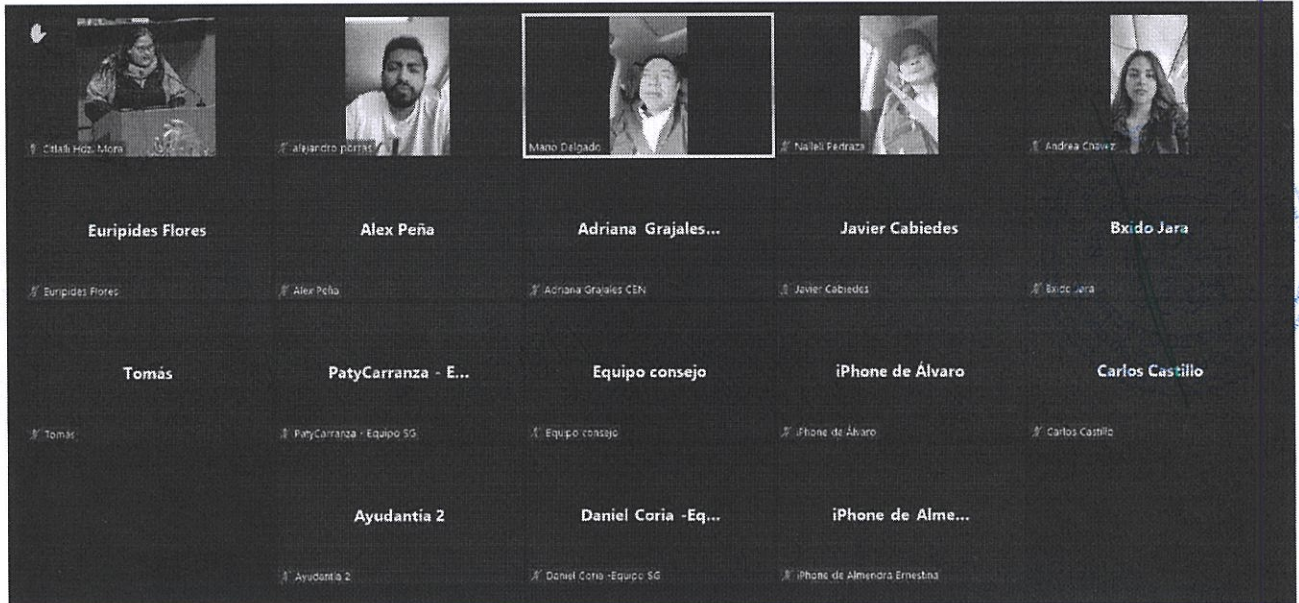 Citlalli Hdz. Mora
alejandro porras
Mario Delgado
Nalleli Pedraza
Andrea Chavez
Euripides Flores
Alex Peña
Adriana Grajales...
Javier Cabiedes
Bxido Jara
Euripides Flores
Alex Peña
Adriana Grajales CEN
Javier Cabiedes
Bxido Jara
Tomás
PatyCarranza - E...
Equipo consejo
iPhone de Álvaro
Carlos Castillo
Tomás
PatyCarranza - Equipo SG
Equipo consejo
iPhone de Álvaro
Carlos Castillo
Ayudantía 2
Daniel Coria -Eq...
iPhone de Alme...
Ayudantía 2
Daniel Coria -Equipo SG
iPhone de Almendra Ernestina